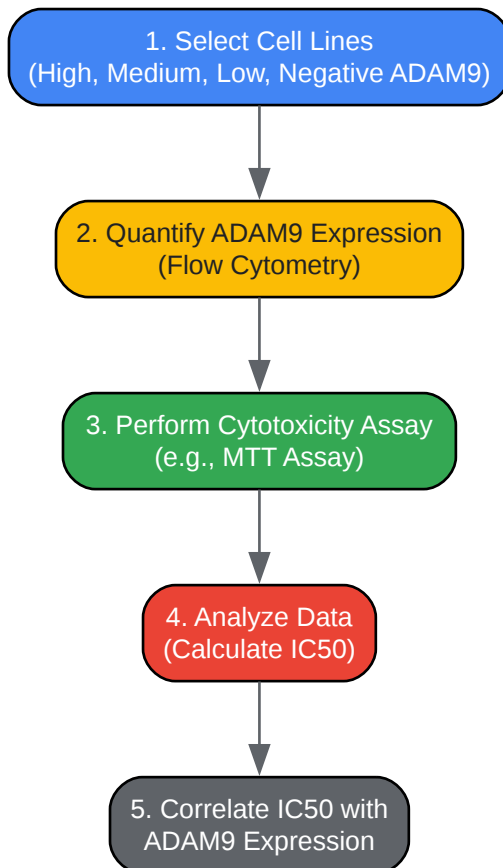 1. Select Cell Lines
(High, Medium, Low, Negative ADAM9)
2. Quantify ADAM9 Expression
(Flow Cytometry)
3. Perform Cytotoxicity Assay
(e.g., MTT Assay)
4. Analyze Data
(Calculate IC50)
5. Correlate IC50 with
ADAM9 Expression